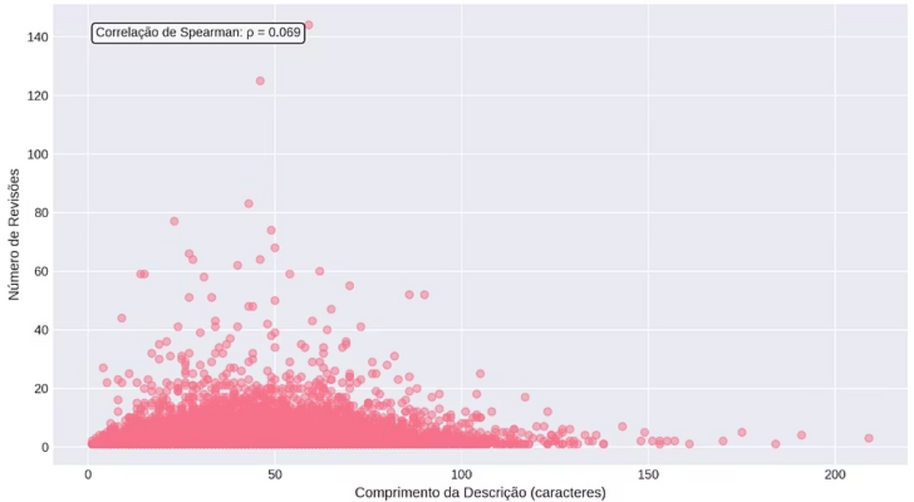 Correlação de Spearman: ρ = 0.069
Número de Revisões
140
120
100
80
60
40
20
0
0 50 100 150 200
Comprimento da Descrição (caracteres)